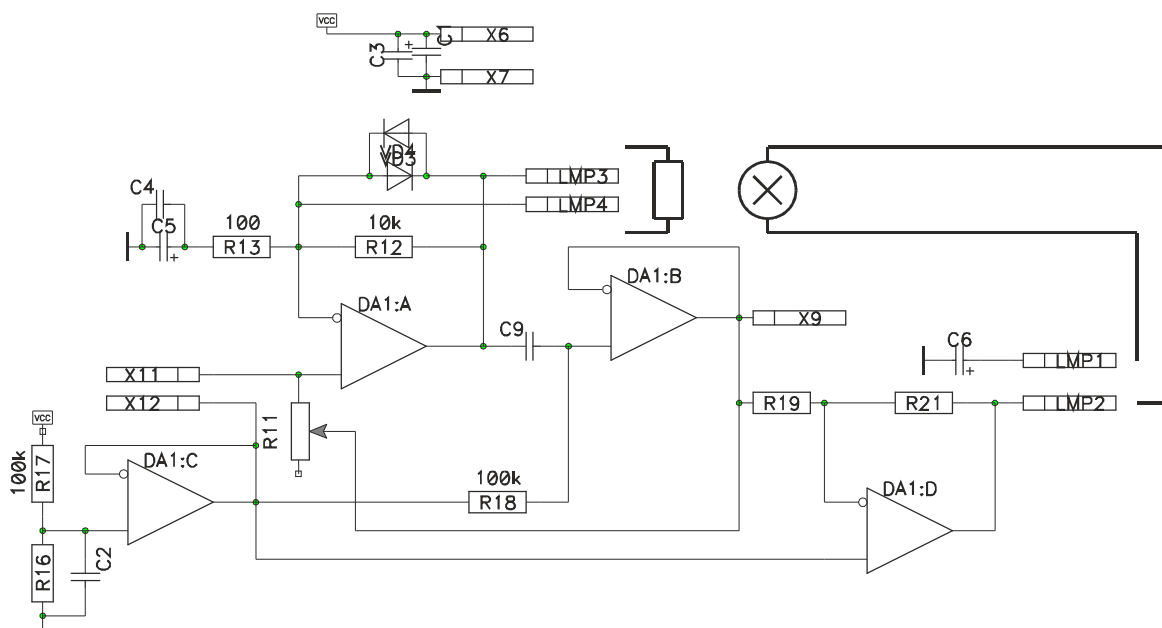 VCC
X6
C3
+
X7
VD4
VD3
LMP3
C4
LMP4
C5
+
100
R13
10k
R12
DA1:B
DA1:A
C9
X9
C6
+
X11
LMP1
X12
R19
R21
LMP2
VCC
R11
100k
R17
DA1:C
100k
R18
DA1:D
R16
C2